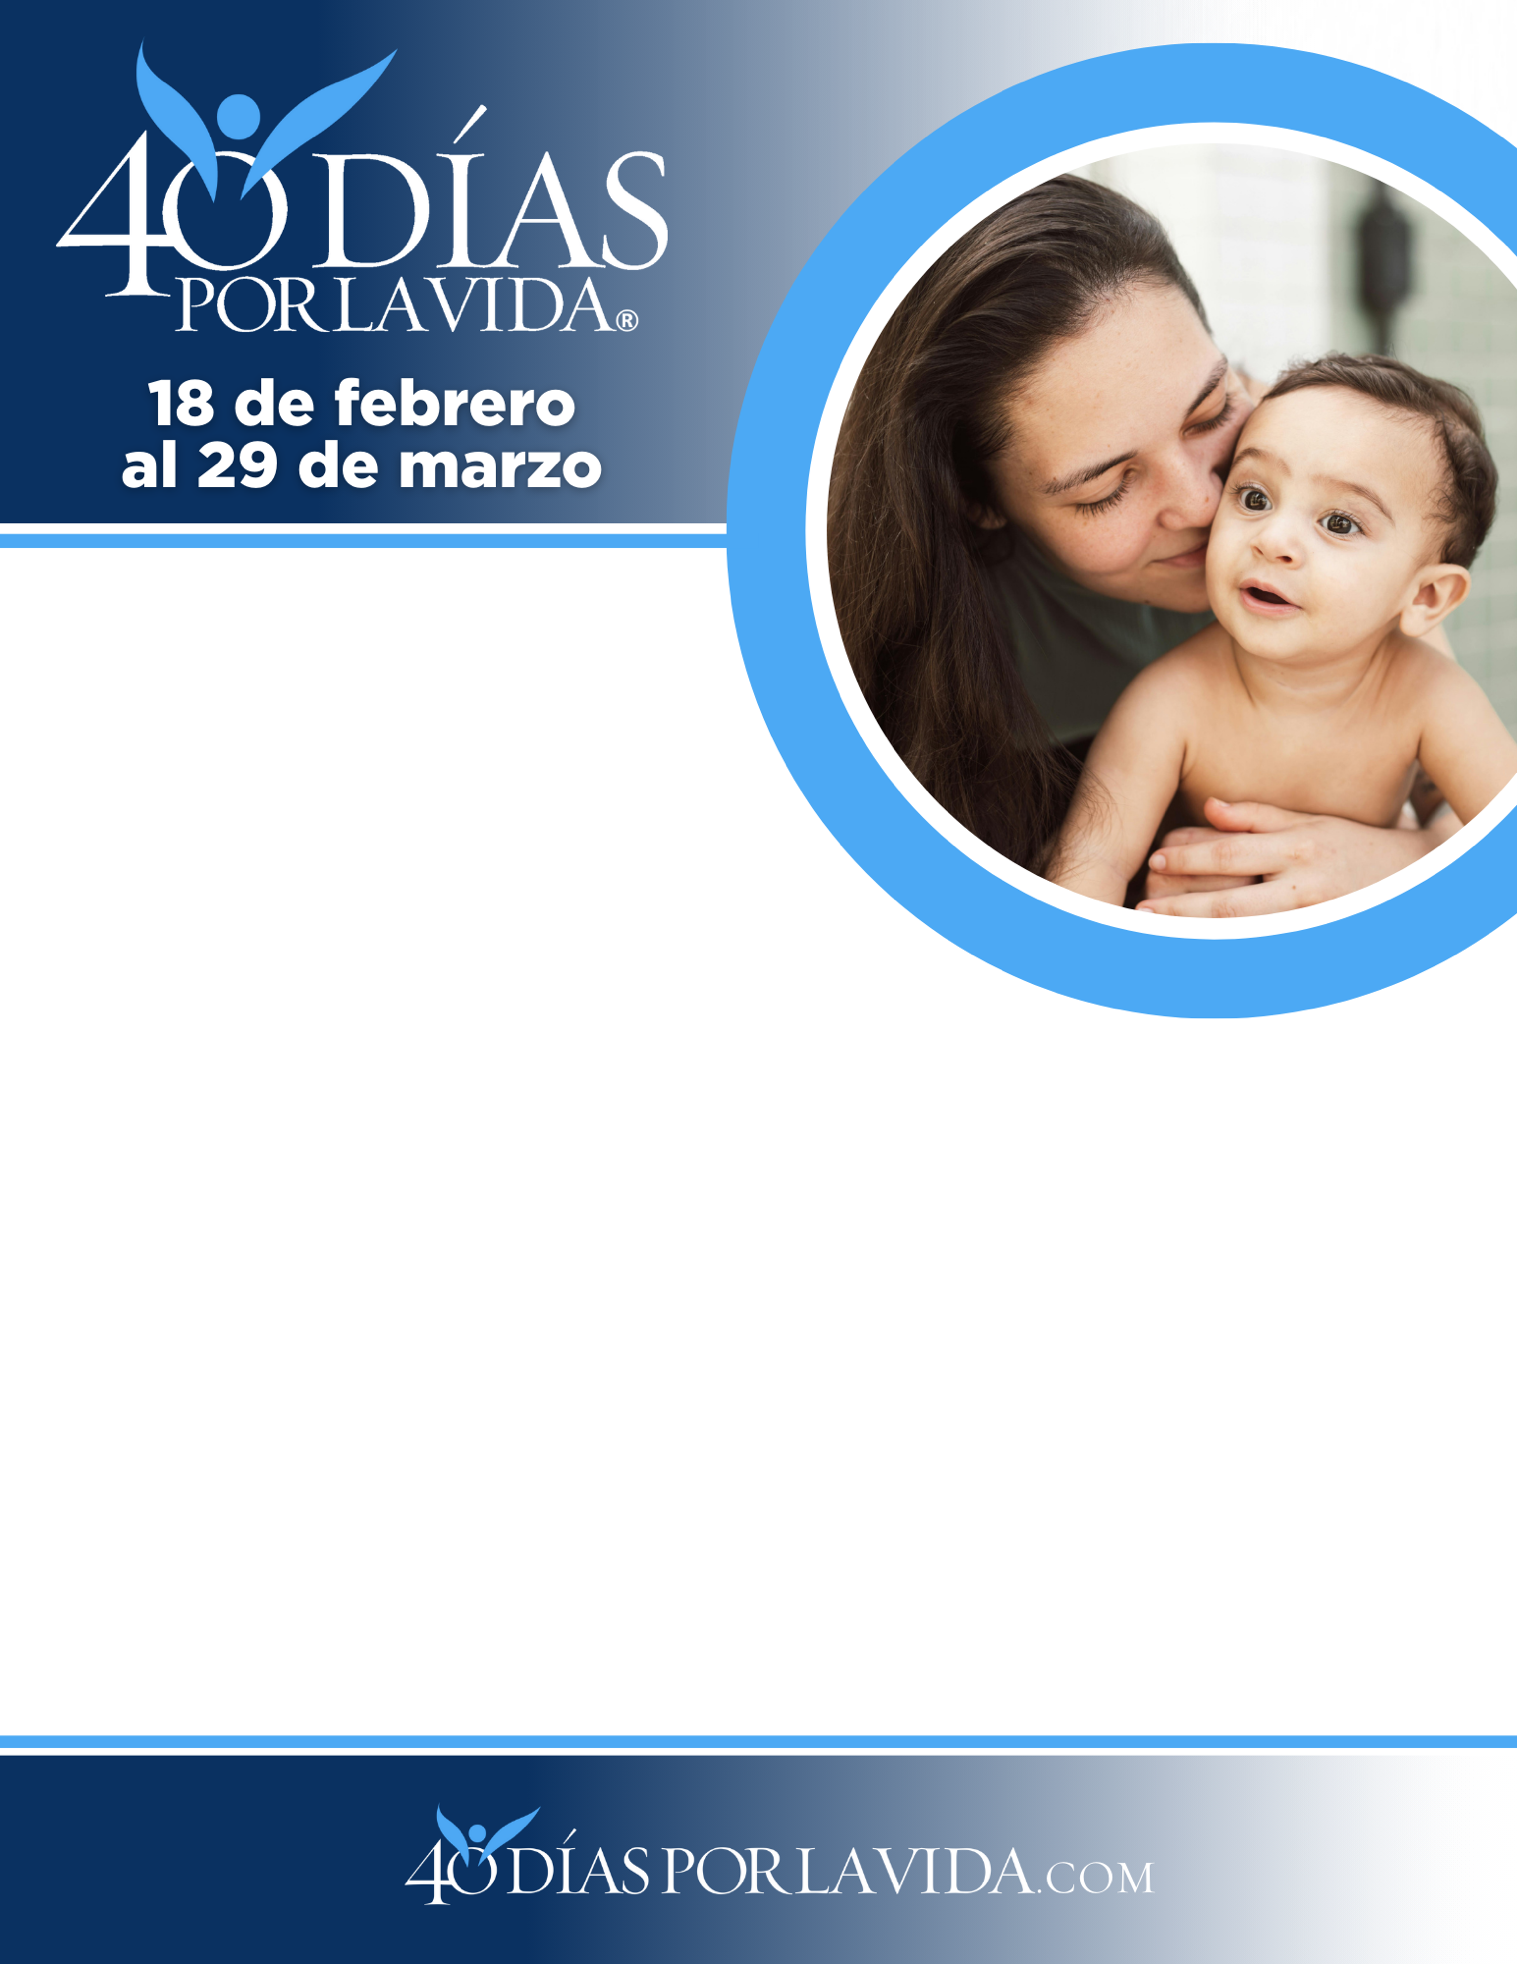 40 DÍAS
POR LA VIDA®
18 de febrero
al 29 de marzo
40 DÍAS POR LA VIDA.COM